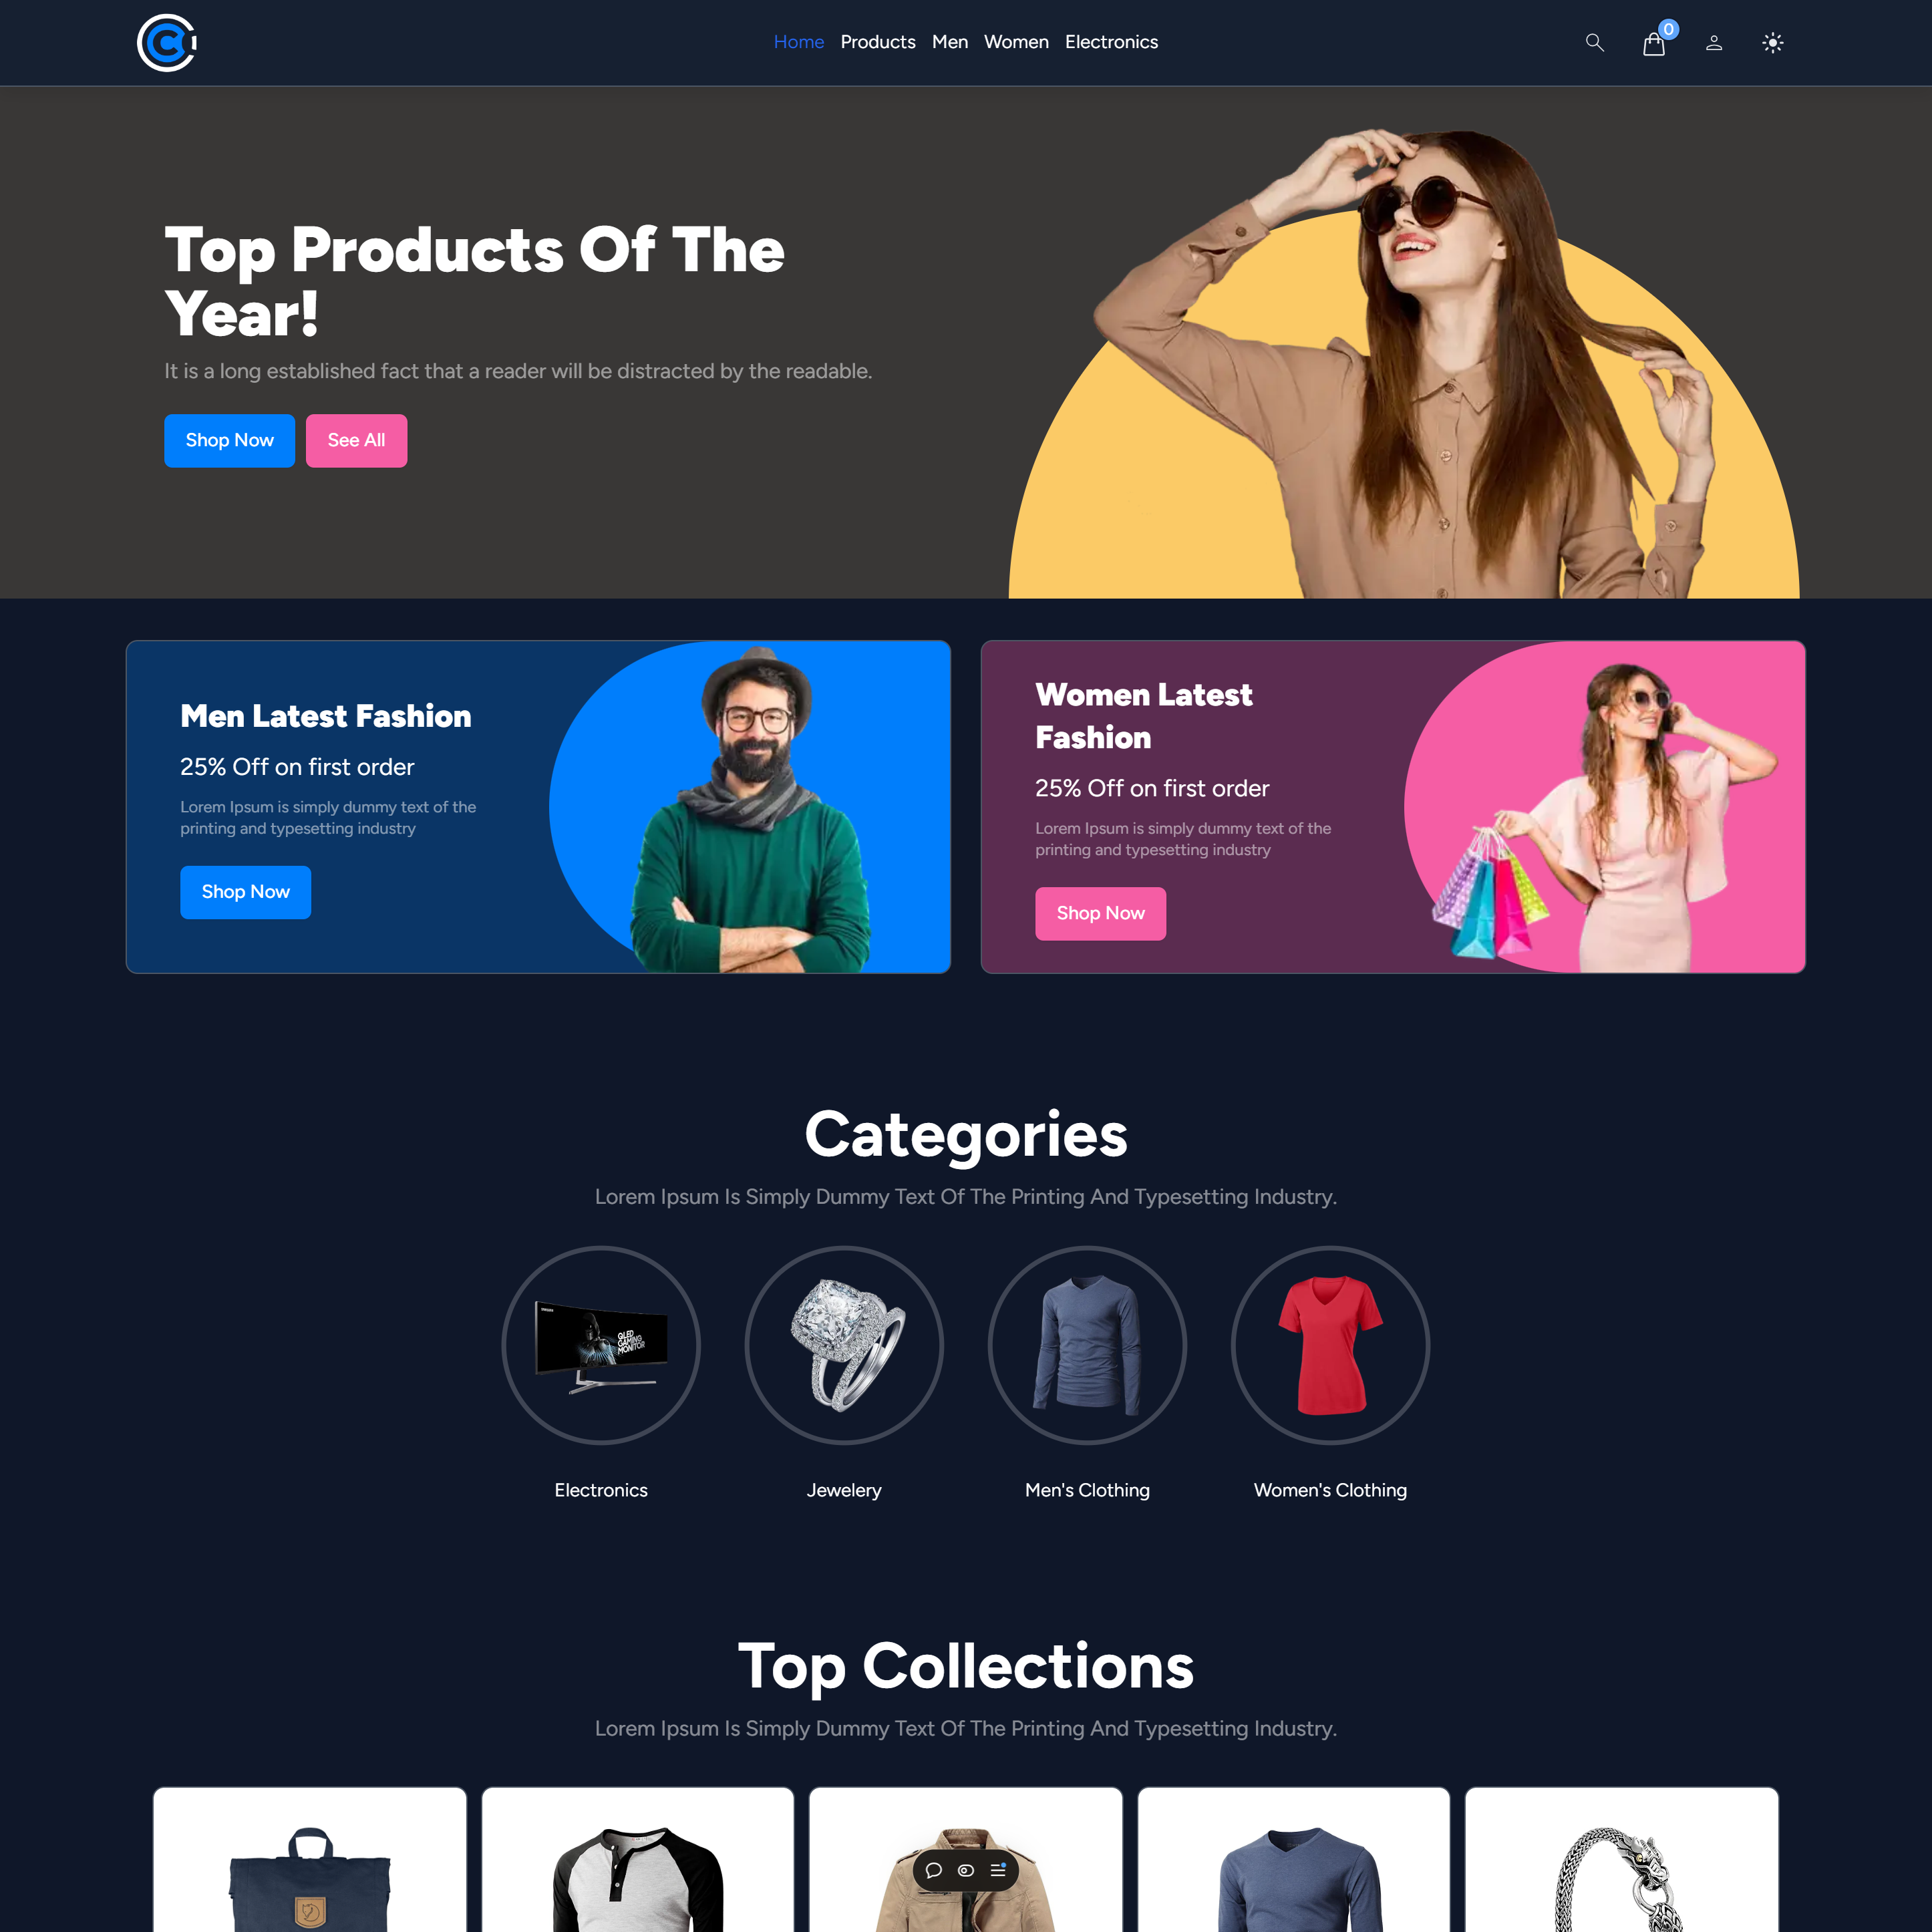 Home Products Men Women Electronics
0
Top Products Of The
Year!
It is a long established fact that a reader will be distracted by the readable.
Shop Now See All
Men Latest Fashion
25% Off on first order
Lorem Ipsum is simply dummy text of the
printing and typesetting industry
Shop Now
Women Latest
Fashion
25% Off on first order
Lorem Ipsum is simply dummy text of the
printing and typesetting industry
Shop Now
Categories
Lorem Ipsum Is Simply Dummy Text Of The Printing And Typesetting Industry.
QLED
GAMING
MONITOR
Electronics
Jewelery
Men's Clothing
Women's Clothing
Top Collections
Lorem Ipsum Is Simply Dummy Text Of The Printing And Typesetting Industry.